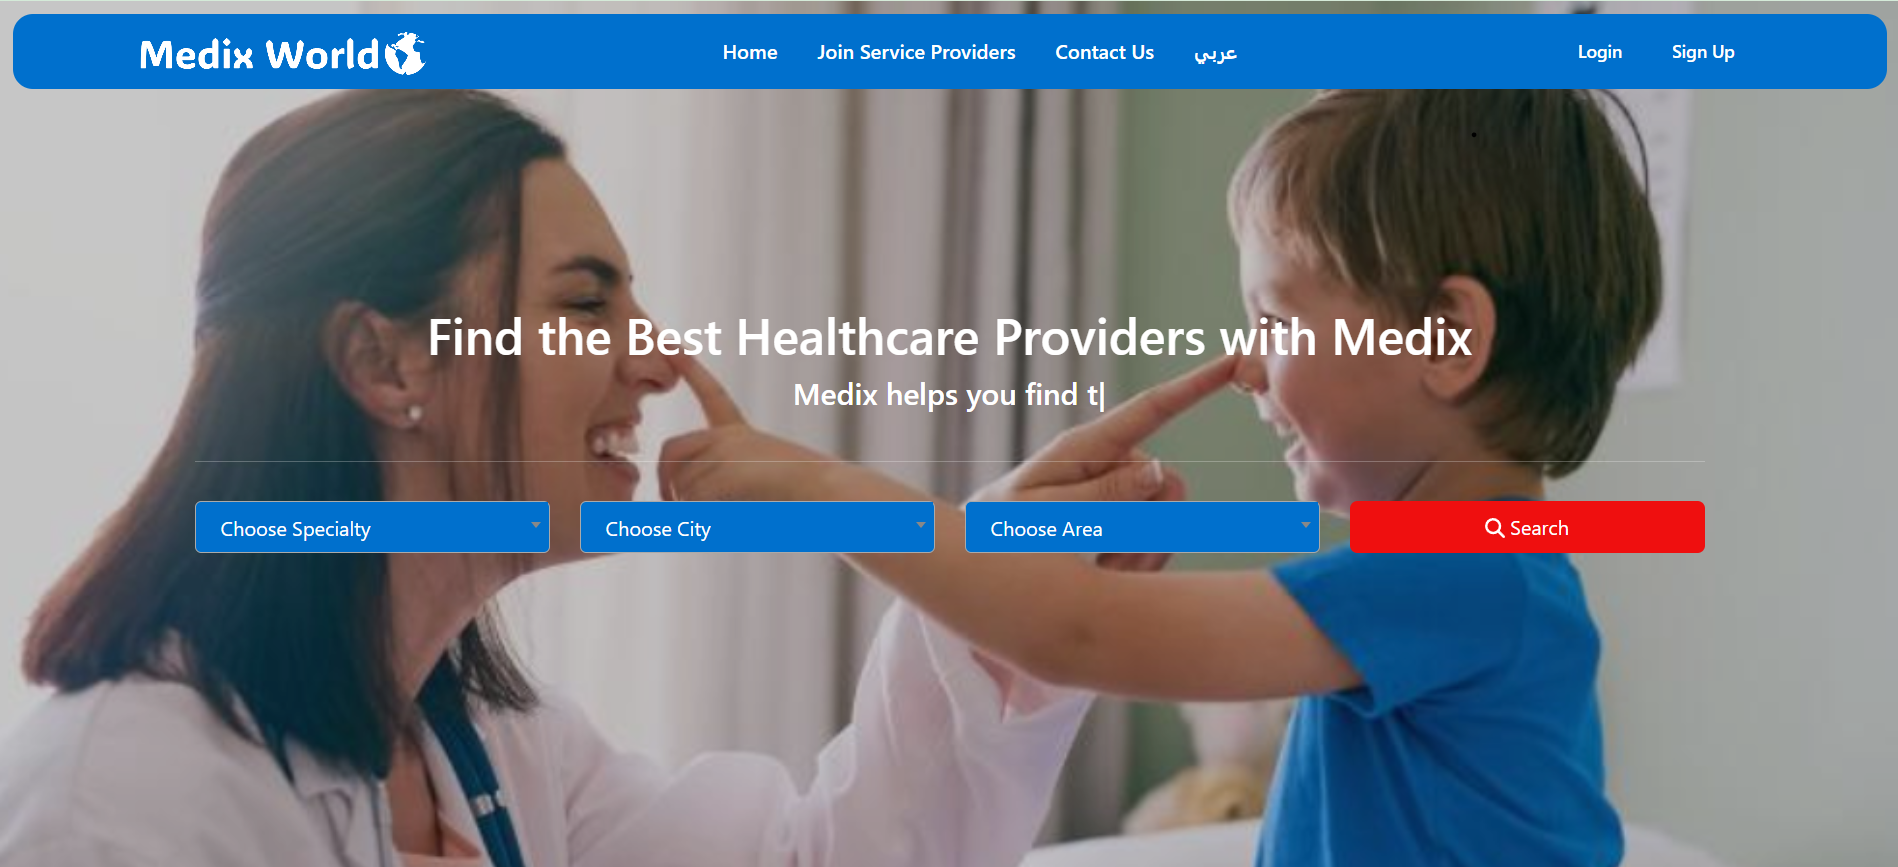 Medix World
Home Join Service Providers Contact Us عربي
Login Sign Up
Find the Best Healthcare Providers with Medix
Medix helps you find t|
Choose Specialty Choose City Choose Area Search